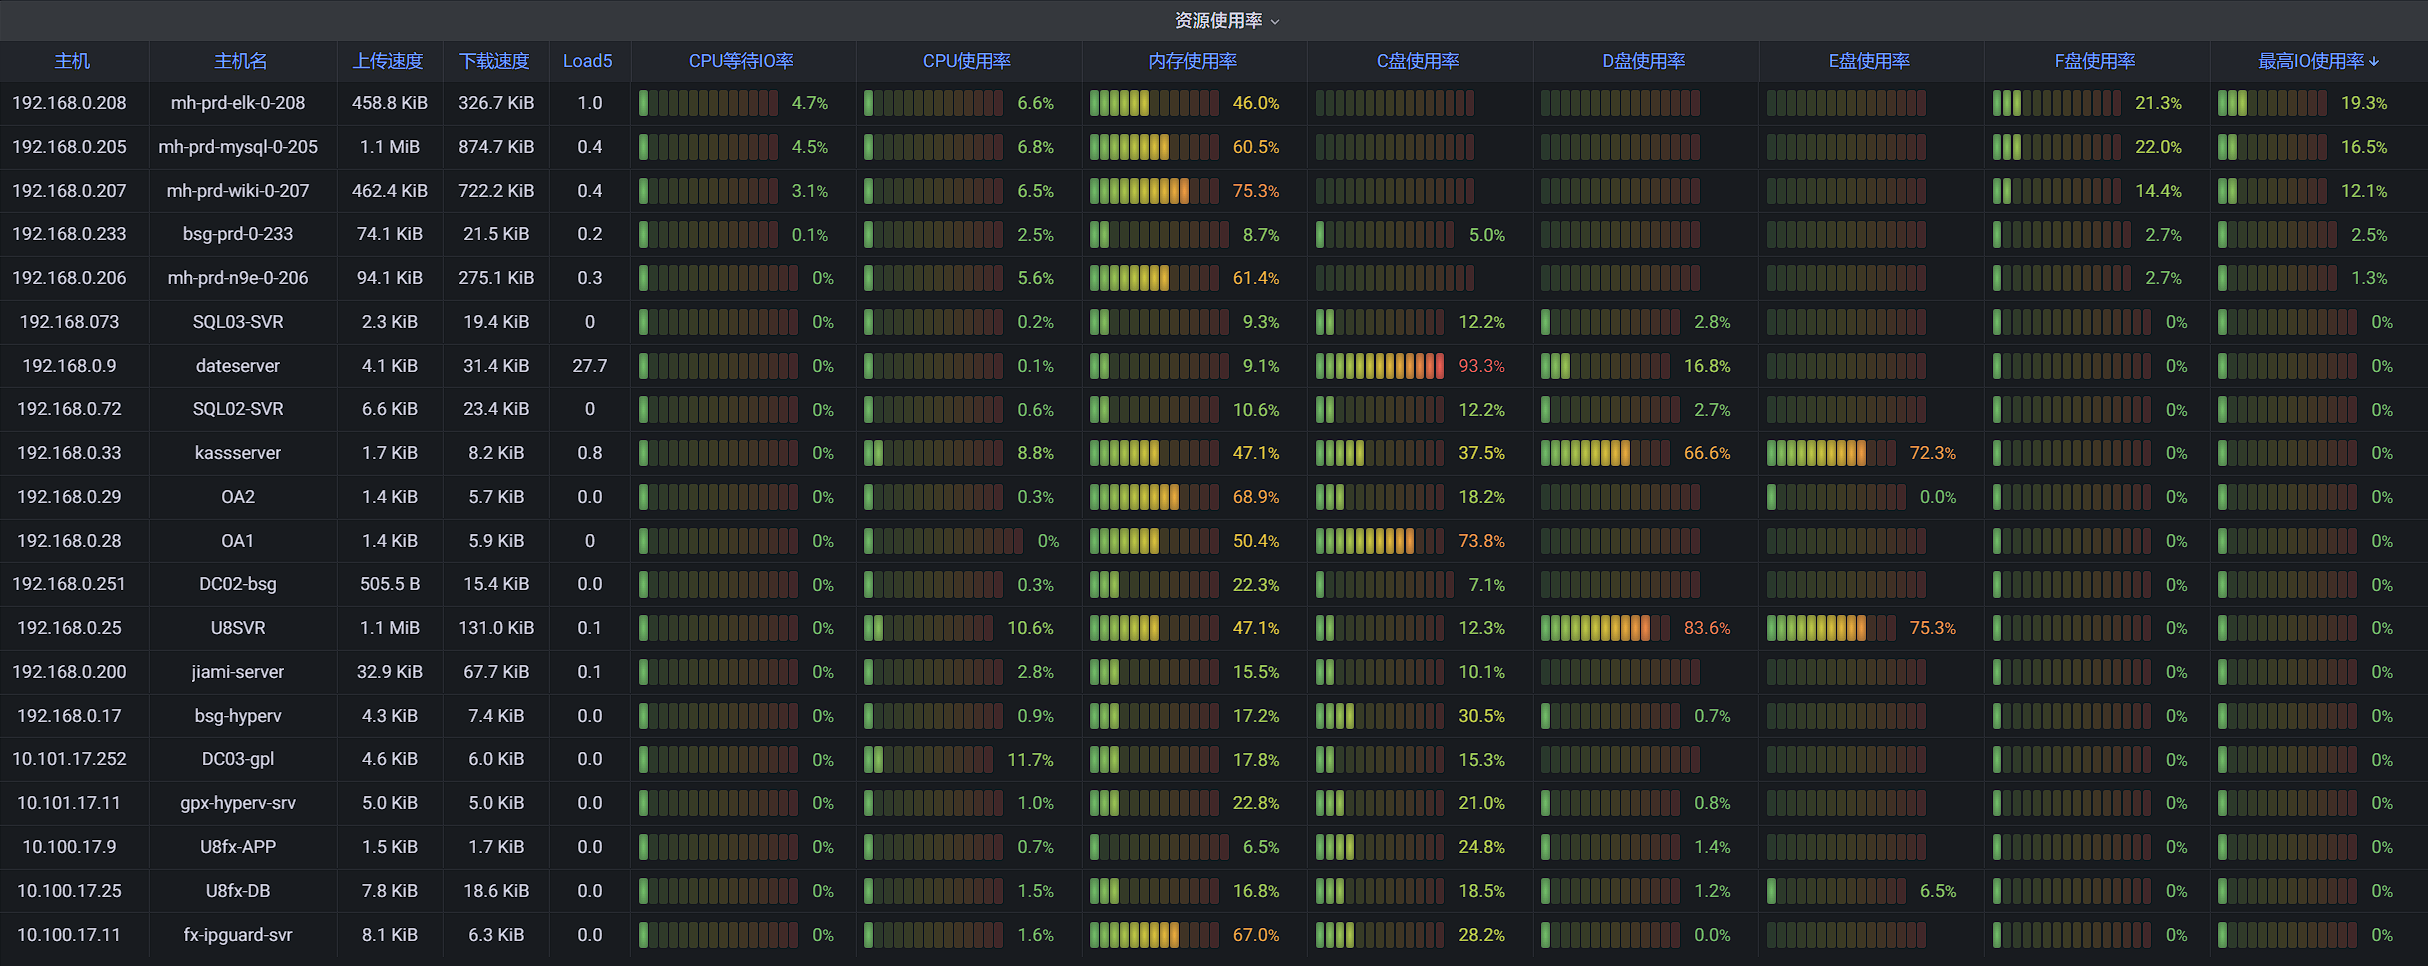 资源使用率
主机 主机名 上传速度 下载速度 Load5 CPU等待IO率 CPU使用率 内存使用率 C盘使用率 D盘使用率 E盘使用率 F盘使用率 最高IO使用率
192.168.0.208 mh-prd-elk-0-208 458.8 KiB 326.7 KiB 1.0 4.7% 6.6% 46.0% 21.3% 19.3%
192.168.0.205 mh-prd-mysql-0-205 1.1 MiB 874.7 KiB 0.4 4.5% 6.8% 60.5% 22.0% 16.5%
192.168.0.207 mh-prd-wiki-0-207 462.4 KiB 722.2 KiB 0.4 3.1% 6.5% 75.3% 14.4% 12.1%
192.168.0.233 bsg-prd-0-233 74.1 KiB 21.5 KiB 0.2 0.1% 2.5% 8.7% 5.0% 2.7% 2.5%
192.168.0.206 mh-prd-n9e-0-206 94.1 KiB 275.1 KiB 0.3 0% 5.6% 61.4% 2.7% 1.3%
192.168.073 SQL03-SVR 2.3 KiB 19.4 KiB 0 0% 0.2% 9.3% 12.2% 2.8% 0% 0%
192.168.0.9 dateserver 4.1 KiB 31.4 KiB 27.7 0% 0.1% 9.1% 93.3% 16.8% 0% 0%
192.168.0.72 SQL02-SVR 6.6 KiB 23.4 KiB 0 0% 0.6% 10.6% 12.2% 2.7% 0% 0%
192.168.0.33 kassserver 1.7 KiB 8.2 KiB 0.8 0% 8.8% 47.1% 37.5% 66.6% 72.3% 0% 0%
192.168.0.29 OA2 1.4 KiB 5.7 KiB 0.0 0% 0.3% 68.9% 18.2% 0.0% 0% 0%
192.168.0.28 OA1 1.4 KiB 5.9 KiB 0 0% 0% 50.4% 73.8% 0% 0%
192.168.0.251 DC02-bsg 505.5 B 15.4 KiB 0.0 0% 0.3% 22.3% 7.1% 0% 0%
192.168.0.25 U8SVR 1.1 MiB 131.0 KiB 0.1 0% 10.6% 47.1% 12.3% 83.6% 75.3% 0% 0%
192.168.0.200 jiami-server 32.9 KiB 67.7 KiB 0.1 0% 2.8% 15.5% 10.1% 0% 0%
192.168.0.17 bsg-hyperv 4.3 KiB 7.4 KiB 0.0 0% 0.9% 17.2% 30.5% 0.7% 0% 0%
10.101.17.252 DC03-gpl 4.6 KiB 6.0 KiB 0.0 0% 11.7% 17.8% 15.3% 0% 0%
10.101.17.11 gpx-hyperv-srv 5.0 KiB 5.0 KiB 0.0 0% 1.0% 22.8% 21.0% 0.8% 0% 0%
10.100.17.9 U8fx-APP 1.5 KiB 1.7 KiB 0.0 0% 0.7% 6.5% 24.8% 1.4% 0% 0%
10.100.17.25 U8fx-DB 7.8 KiB 18.6 KiB 0.0 0% 1.5% 16.8% 18.5% 1.2% 6.5% 0% 0%
10.100.17.11 fx-ipguard-svr 8.1 KiB 6.3 KiB 0.0 0% 1.6% 67.0% 28.2% 0.0% 0% 0%